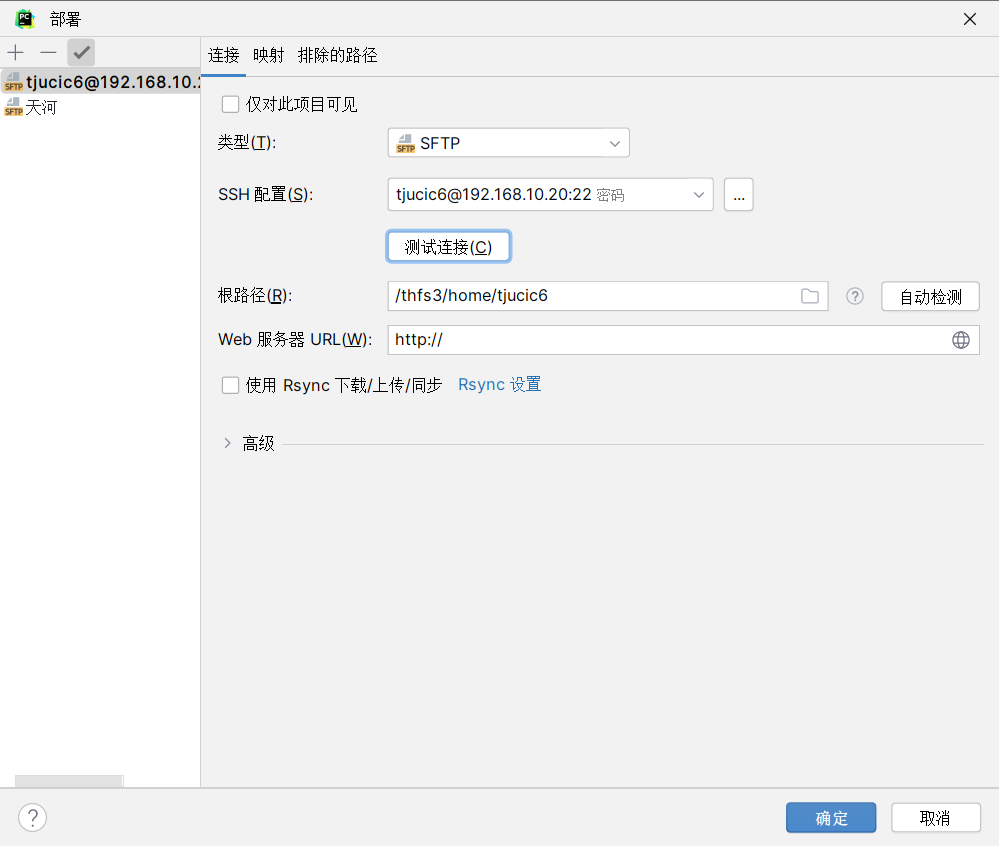 部署
tjucic6@192.168.10.2
天河
连接 映射 排除的路径
仅对此项目可见
类型(T): SFTP
SSH 配置(S): tjucic6@192.168.10.20:22 密码 ...
测试连接(C)
根路径(R): /thfs3/home/tjucic6 自动检测
Web 服务器 URL(W): http://
使用 Rsync 下载/上传/同步 Rsync 设置
高级
? 确定 取消